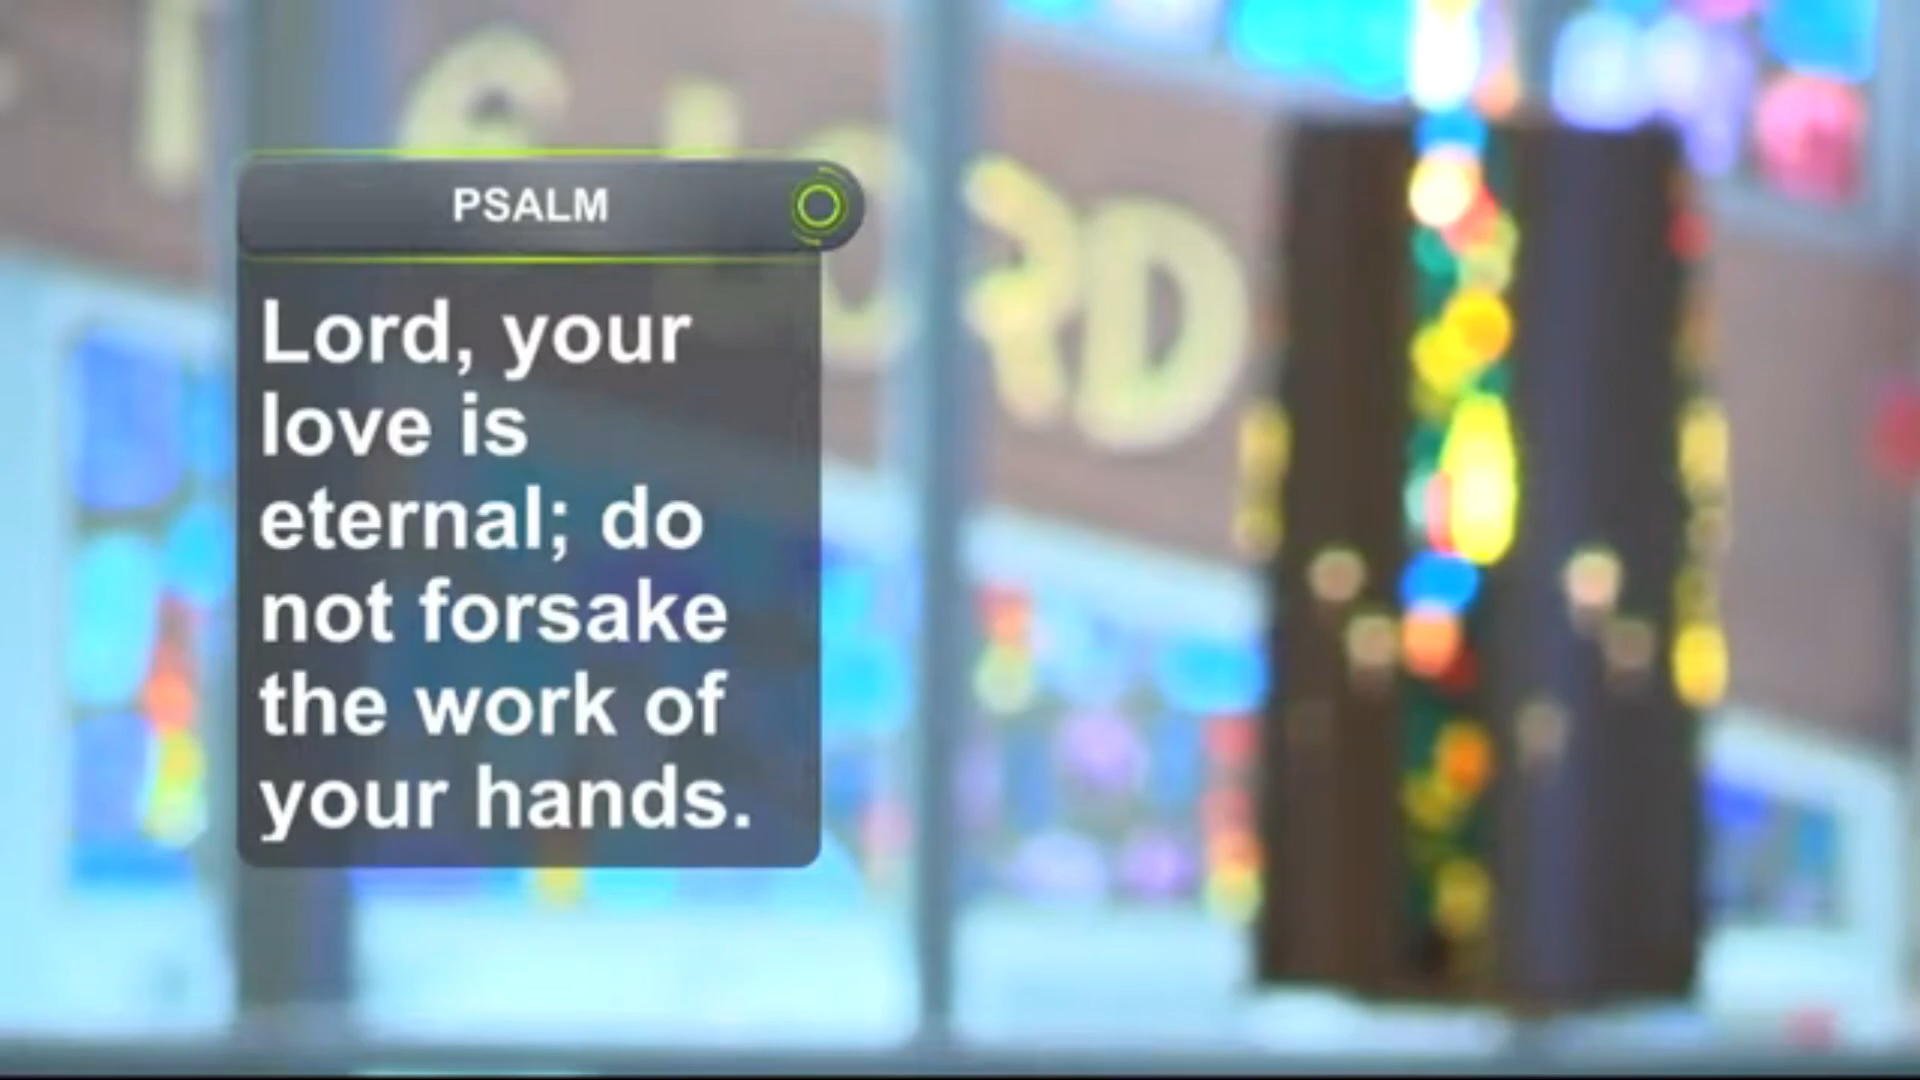 PSALM
Lord, your
love is
eternal; do
not forsake
the work of
your hands.